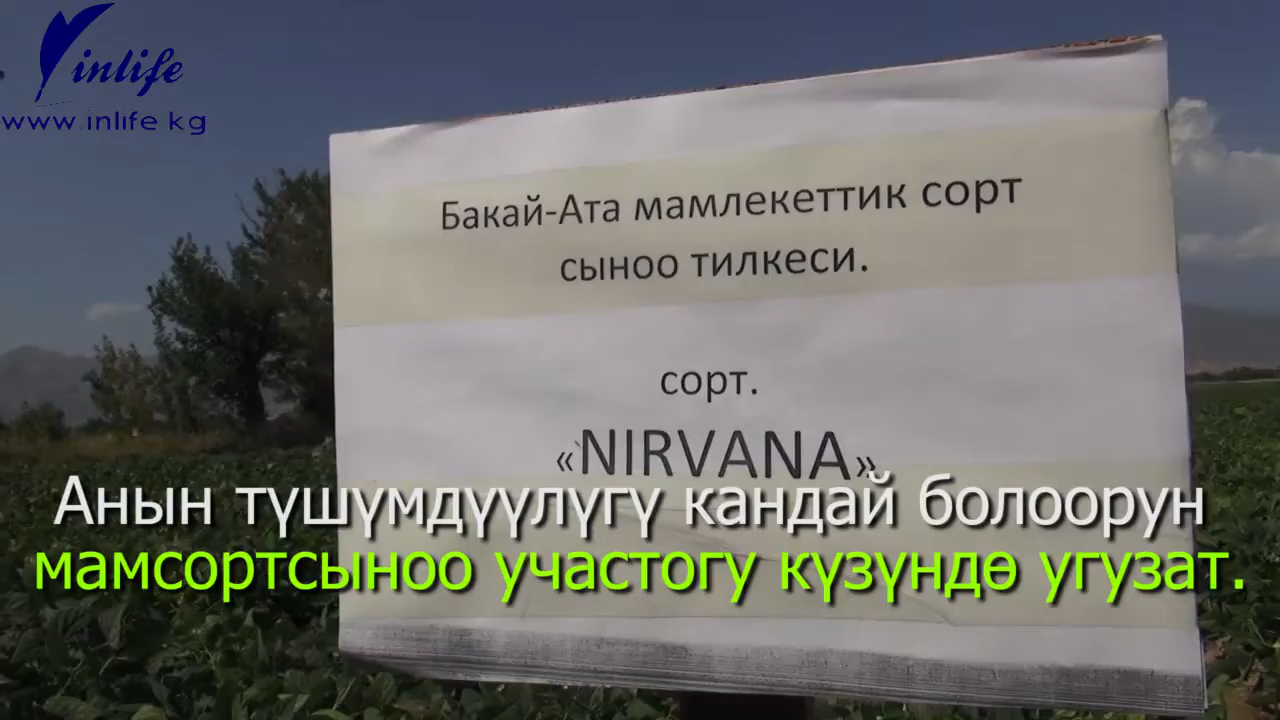 inlife
www.inlife kg
Бакай-Ата мамлекеттик сорт
сыноо тилкеси.
сорт.
«NIRVANA»
Анын түшүмдүүлүгү кандай болоорун
мамсортсыноо участогу күзүндө угузат.